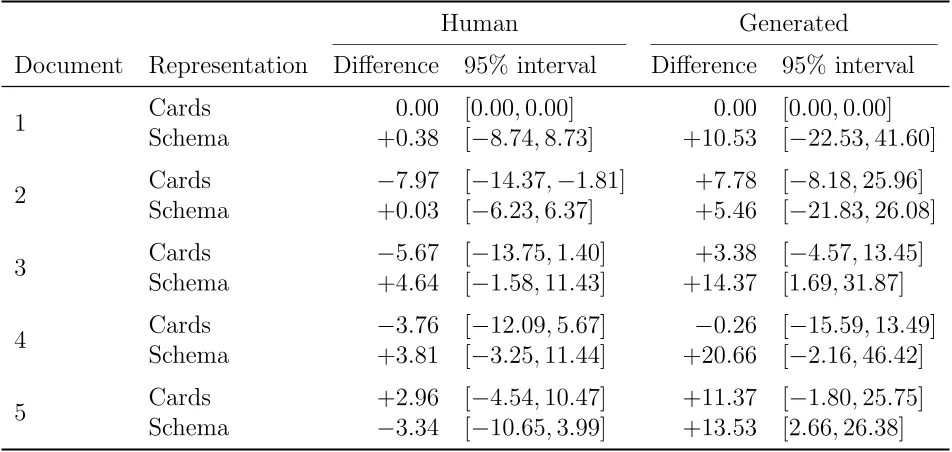 Human Generated
Document Representation Difference 95% interval Difference 95% interval
1
Cards 0.00 [0.00, 0.00] 0.00 [0.00, 0.00]
Schema +0.38 [−8.74, 8.73] +10.53 [−22.53, 41.60]
2
Cards −7.97 [−14.37, −1.81] +7.78 [−8.18, 25.96]
Schema +0.03 [−6.23, 6.37] +5.46 [−21.83, 26.08]
3
Cards −5.67 [−13.75, 1.40] +3.38 [−4.57, 13.45]
Schema +4.64 [−1.58, 11.43] +14.37 [1.69, 31.87]
4
Cards −3.76 [−12.09, 5.67] −0.26 [−15.59, 13.49]
Schema +3.81 [−3.25, 11.44] +20.66 [−2.16, 46.42]
5
Cards +2.96 [−4.54, 10.47] +11.37 [−1.80, 25.75]
Schema −3.34 [−10.65, 3.99] +13.53 [2.66, 26.38]